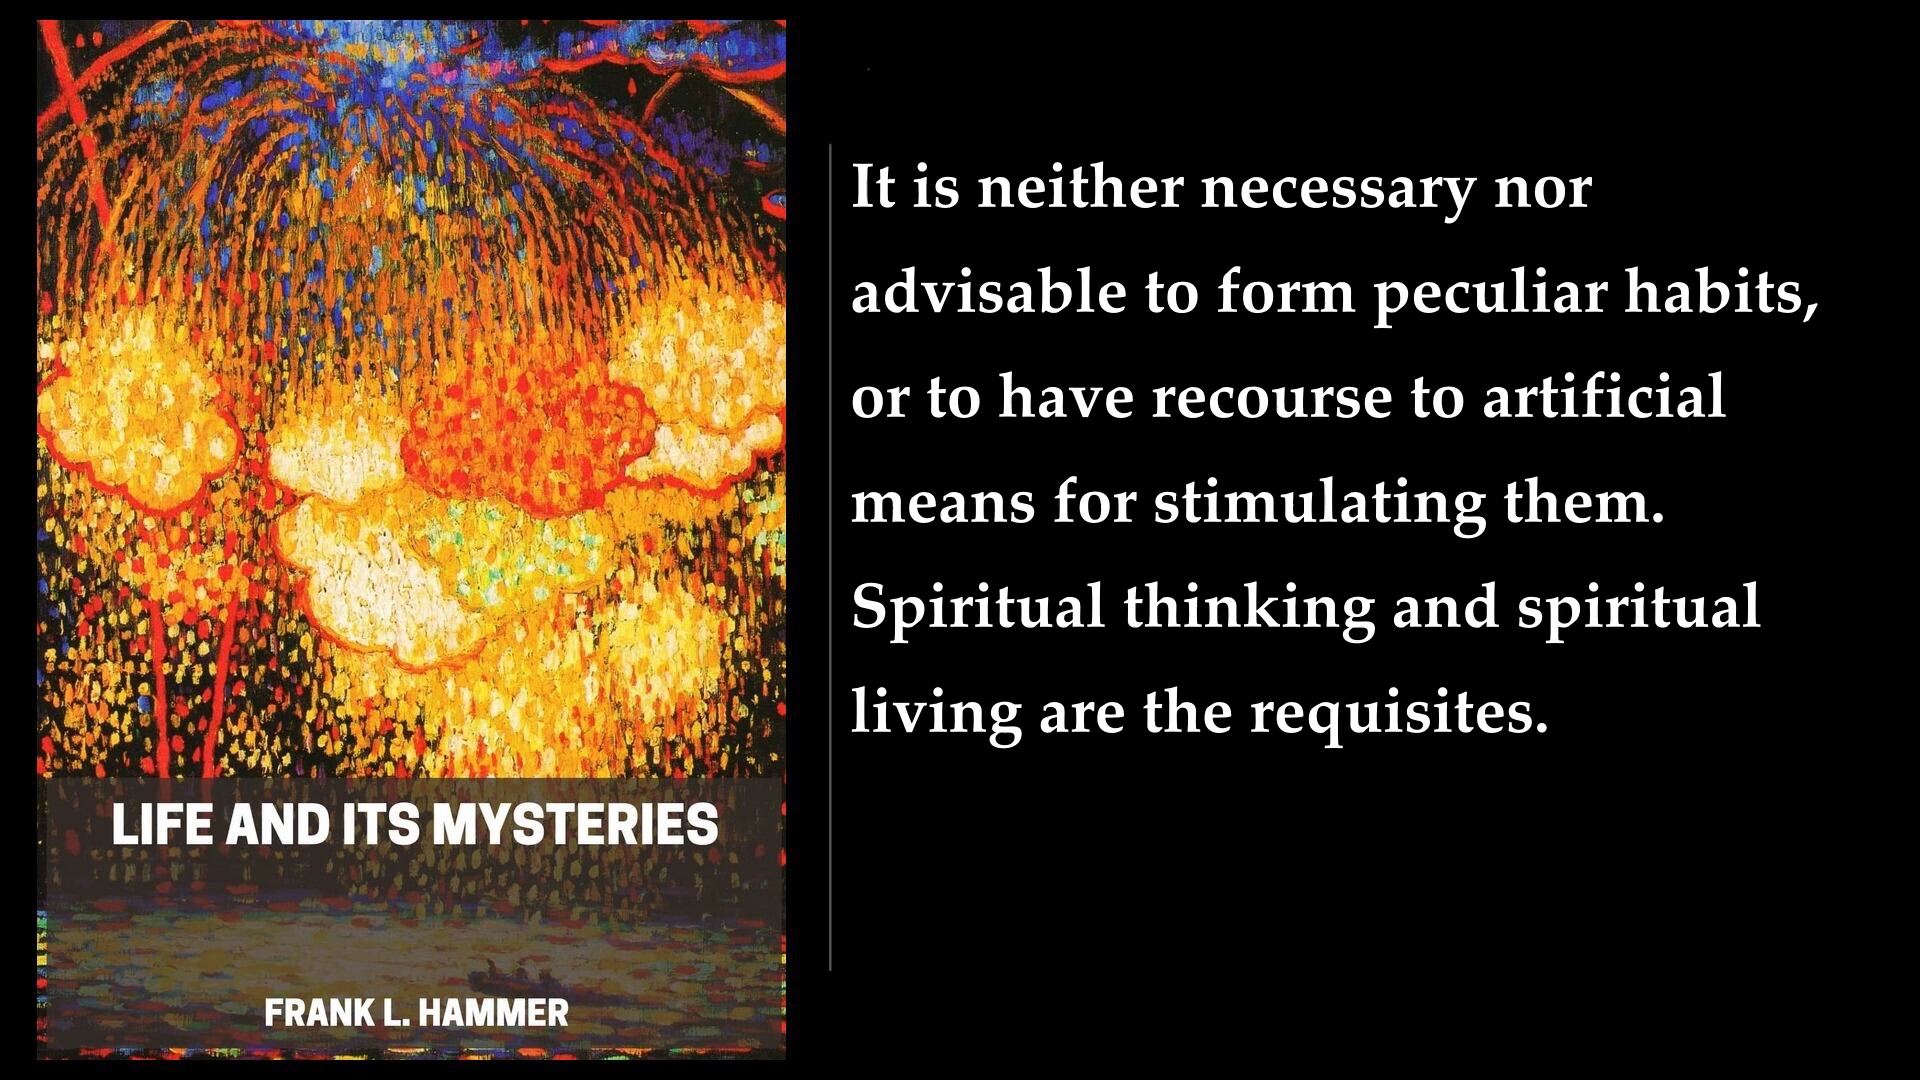 LIFE AND ITS MYSTERIES
FRANK L. HAMMER
It is neither necessary nor
advisable to form peculiar habits,
or to have recourse to artificial
means for stimulating them.
Spiritual thinking and spiritual
living are the requisites.